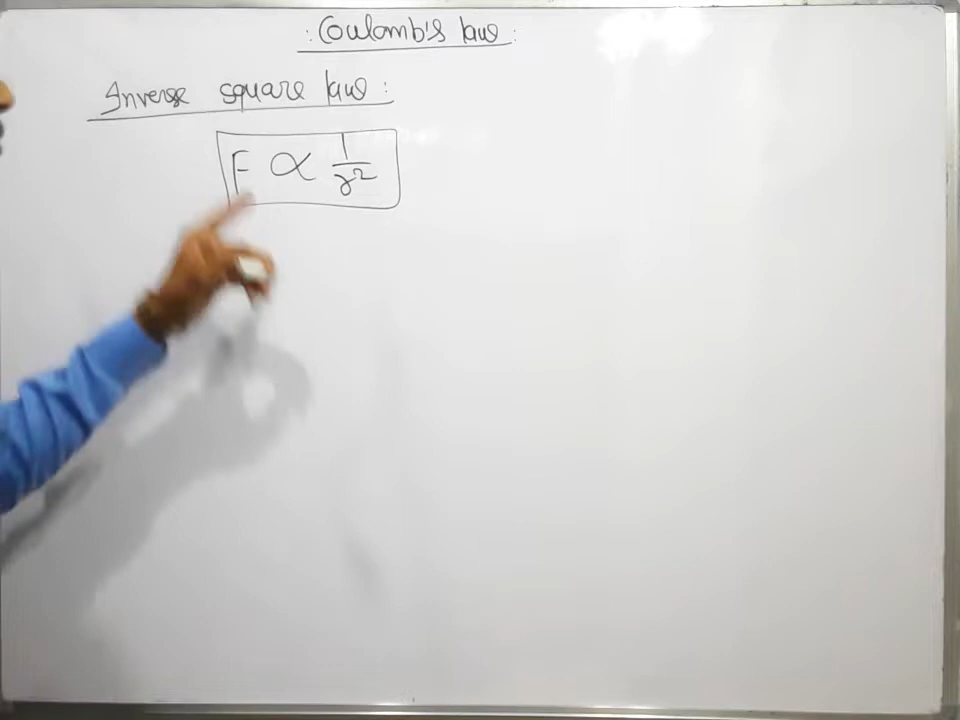 : Coulomb's law :
Inverse square law :
F ∝ 1/r²